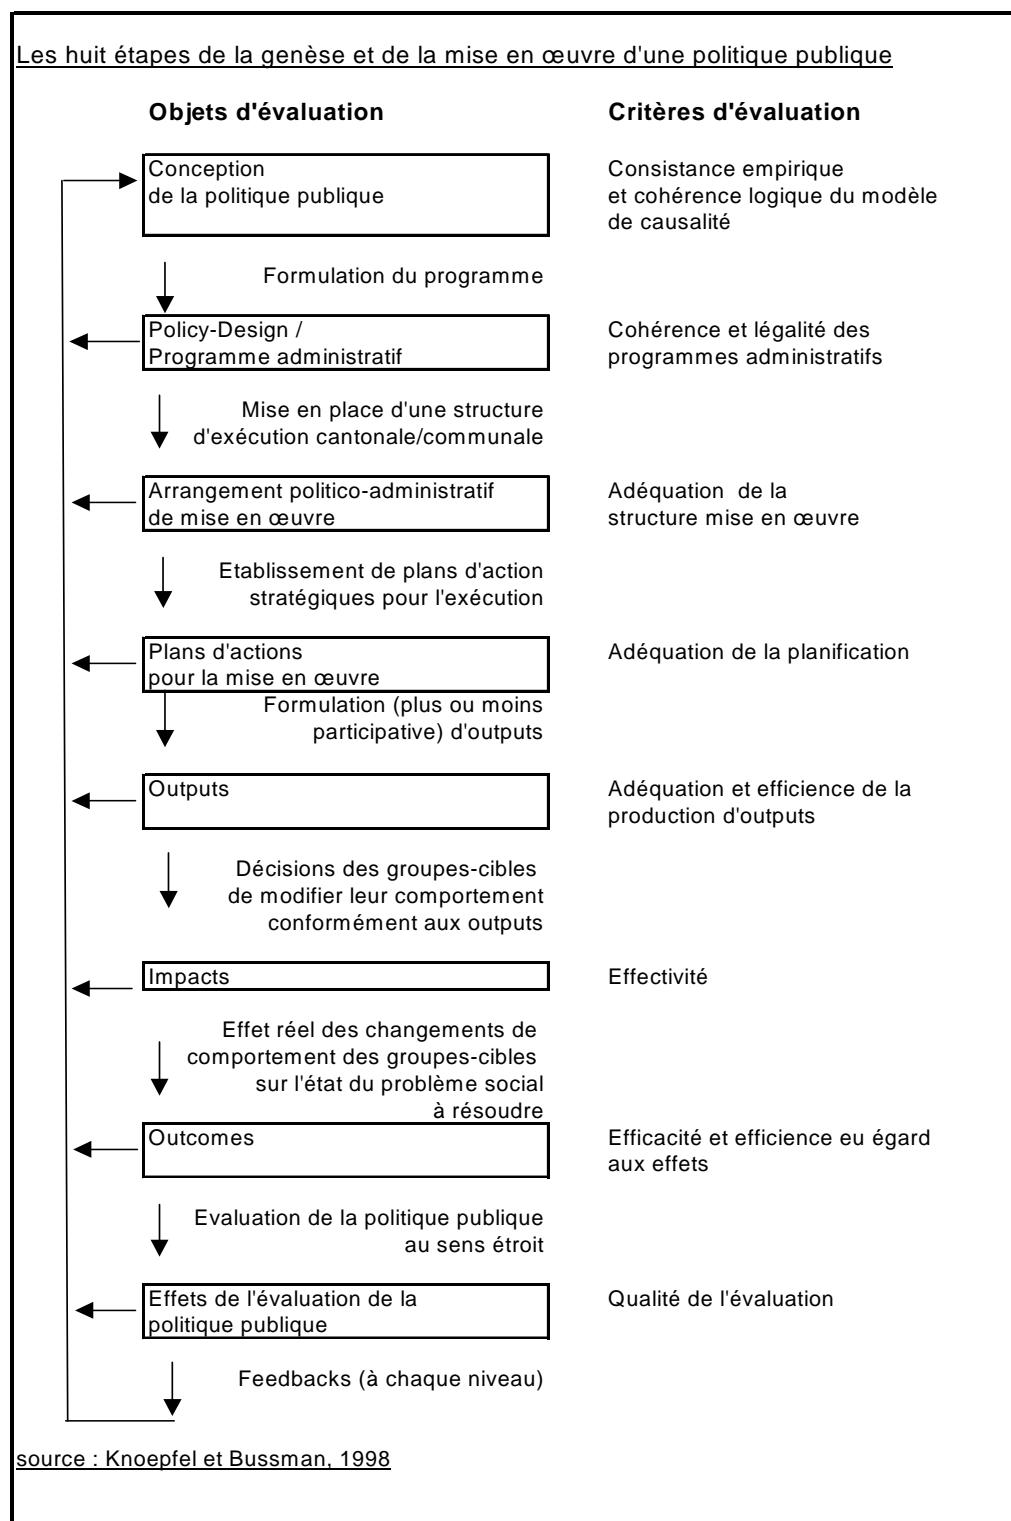 Les huit étapes de la genèse et de la mise en œuvre d'une politique publique
Objets d'évaluation
Critères d'évaluation
Conception
de la politique publique
Consistance empirique
et cohérence logique du modèle
de causalité
Formulation du programme
Policy-Design /
Programme administratif
Cohérence et légalité des
programmes administratifs
Mise en place d'une structure
d'exécution cantonale/communale
Arrangement politico-administratif
de mise en œuvre
Adéquation de la
structure mise en œuvre
Etablissement de plans d'action
stratégiques pour l'exécution
Plans d'actions
pour la mise en œuvre
Adéquation de la planification
Formulation (plus ou moins
participative) d'outputs
Outputs
Adéquation et efficience de la
production d'outputs
Décisions des groupes-cibles
de modifier leur comportement
conformément aux outputs
Impacts
Effectivité
Effet réel des changements de
comportement des groupes-cibles
sur l'état du problème social
à résoudre
Outcomes
Efficacité et efficience eu égard
aux effets
Evaluation de la politique publique
au sens étroit
Effets de l'évaluation de la
politique publique
Qualité de l'évaluation
Feedbacks (à chaque niveau)
source : Knoepfel et Bussman, 1998